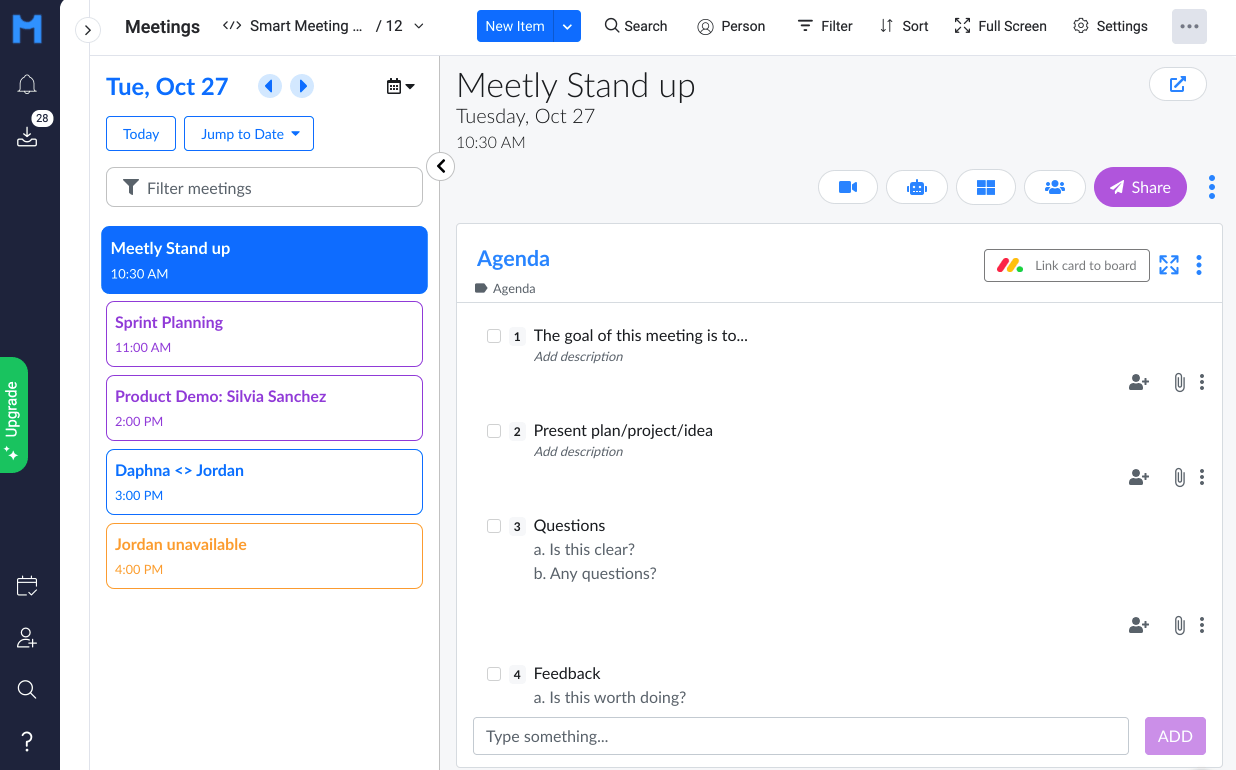 Meetings
</> Smart Meeting ... / 12
New Item
Search
Person
Filter
Sort
Full Screen
Settings
28
Upgrade
Tue, Oct 27
Today
Jump to Date
Filter meetings
Meetly Stand up
10:30 AM
Sprint Planning
11:00 AM
Product Demo: Silvia Sanchez
2:00 PM
Daphna <> Jordan
3:00 PM
Jordan unavailable
4:00 PM
Meetly Stand up
Tuesday, Oct 27
10:30 AM
Share
Agenda
Link card to board
Agenda
1 The goal of this meeting is to...
Add description
2 Present plan/project/idea
Add description
3 Questions
a. Is this clear?
b. Any questions?
4 Feedback
a. Is this worth doing?
Type something...
ADD